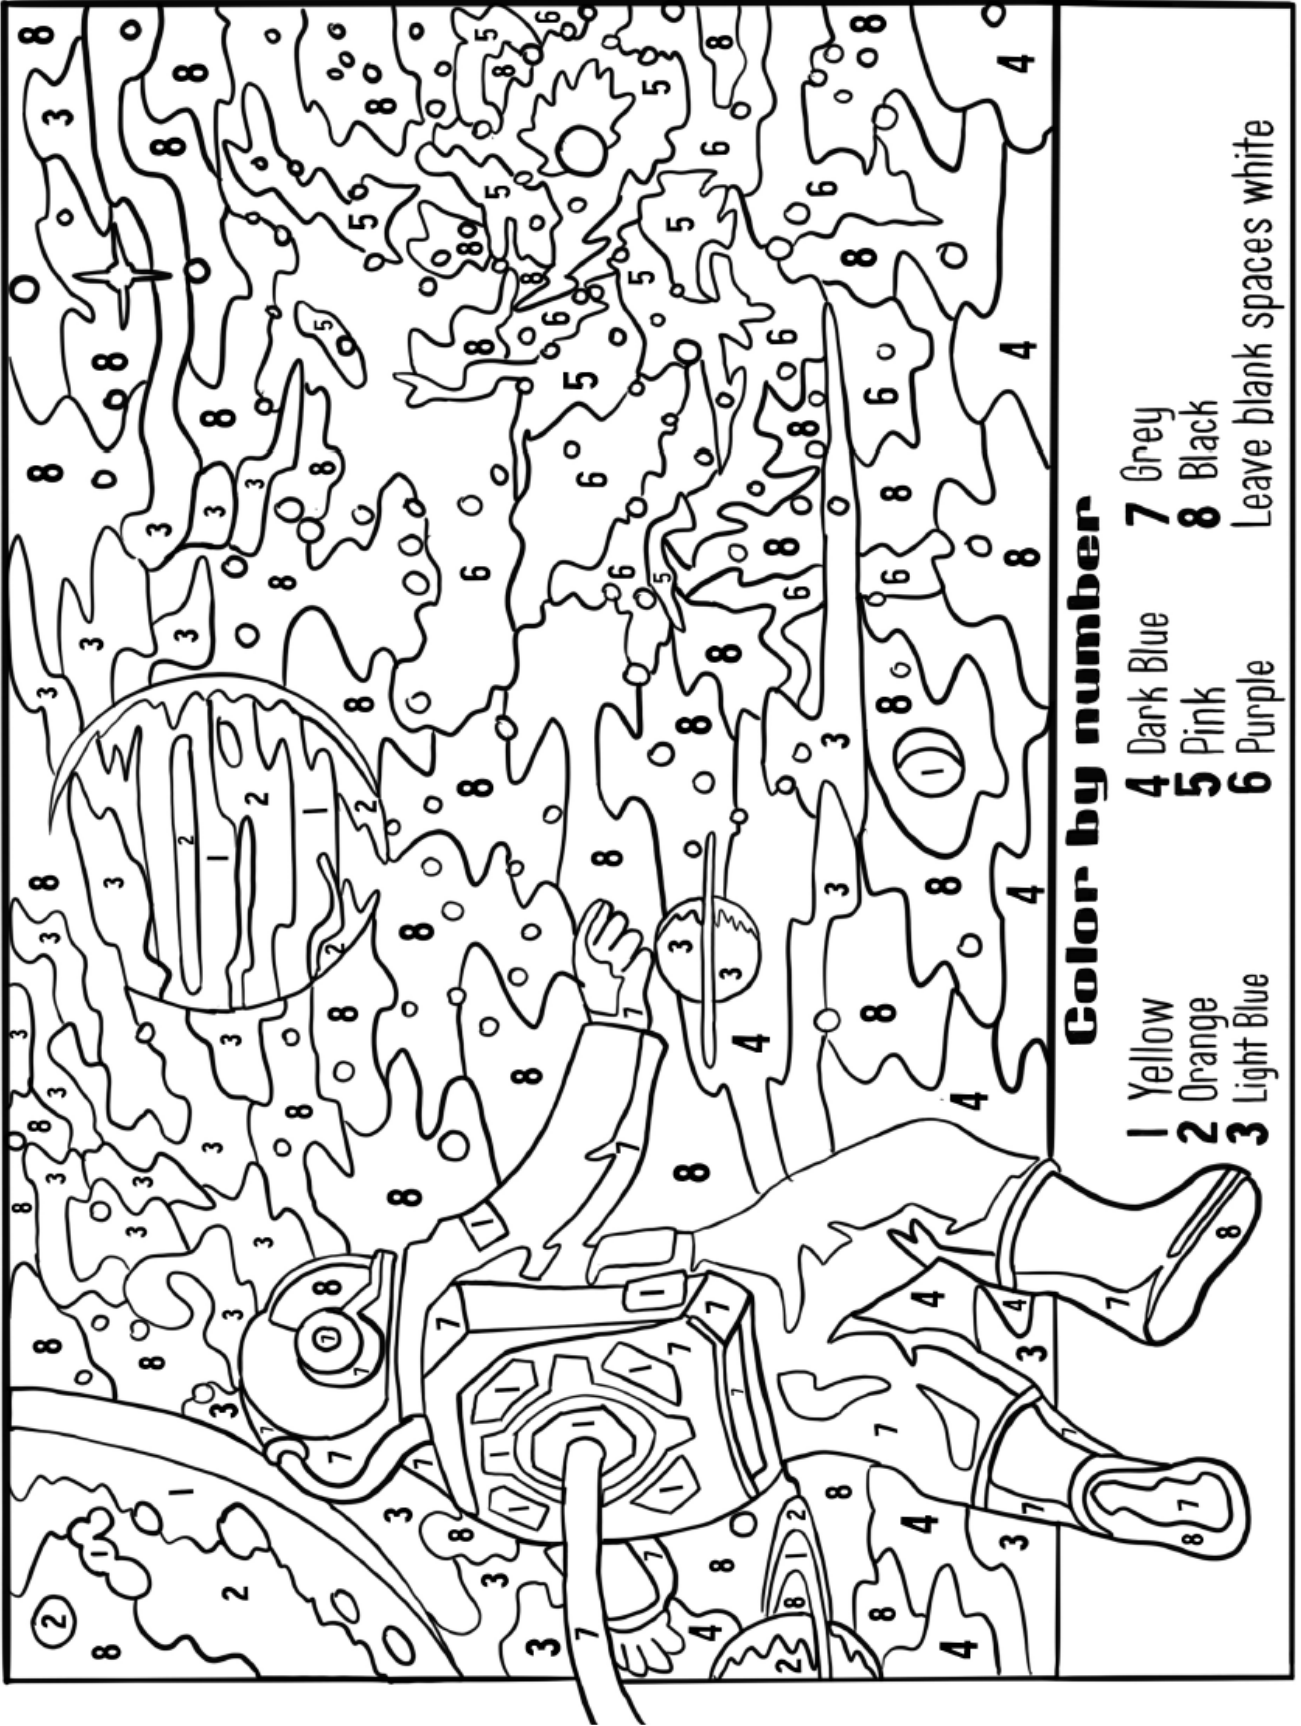 Color by number
1 Yellow
2 Orange
3 Light Blue
4 Dark Blue
5 Pink
6 Purple
7 Grey
8 Black
Leave blank spaces white